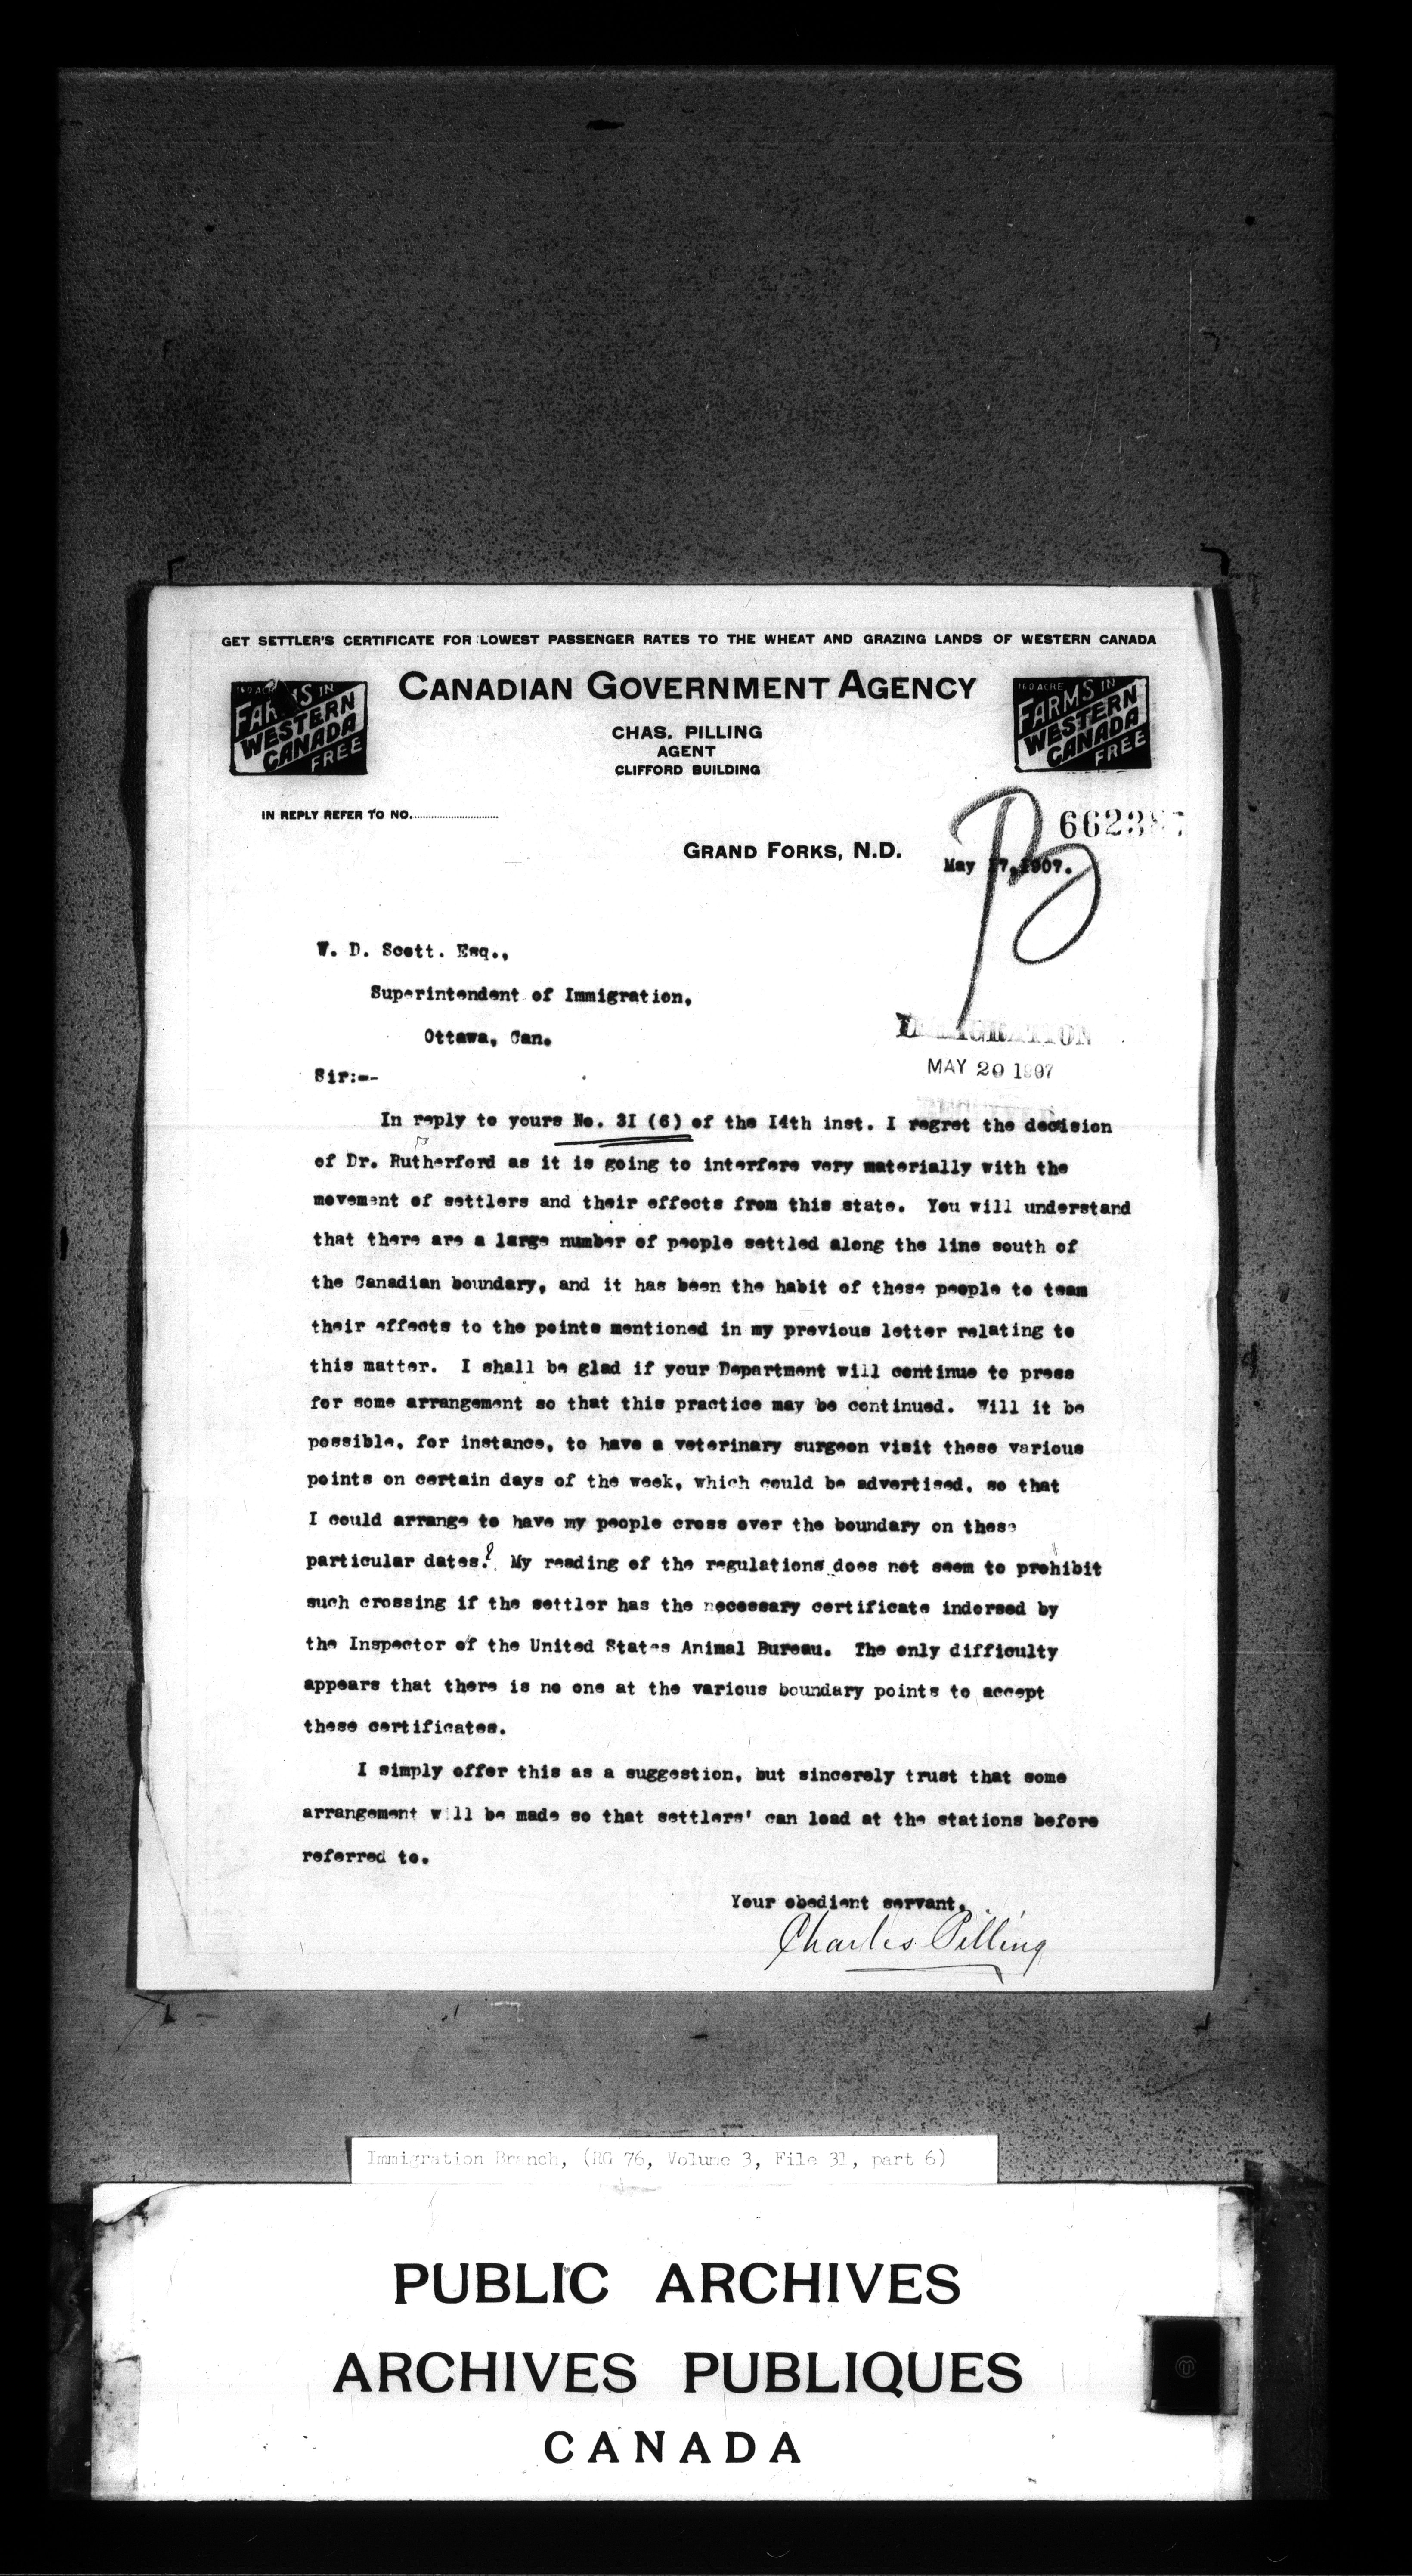 GET SETTLER'S CERTIFICATE FOR LOWEST PASSENGER RATES TO THE WHEAT AND GRAZING LANDS OF WESTERN CANADA
CANADIAN GOVERNMENT AGENCY
160 ACRE
FARMS IN
WESTERN
CANADA
FREE
CHAS. PILLING
AGENT
CLIFFORD BUILDING
160 ACRE
FARMS IN
WESTERN
CANADA
FREE
IN REPLY REFER TO NO.
GRAND FORKS, N.D.
May 17, 1907.
W. D. Scott. Esq.,
Superintendent of Immigration,
Ottawa, Can.
IMMIGRATION
MAY 20 1907
RECEIVED
Sir:--
In reply to yours No. 3I (6) of the I4th inst. I regret the decision
of Dr. Rutherford as it is going to interfere very materially with the
movement of settlers and their effects from this state. You will understand
that there are a large number of people settled along the line south of
the Canadian boundary, and it has been the habit of these people to team
their effects to the points mentioned in my previous letter relating to
this matter. I shall be glad if your Department will continue to press
for some arrangement so that this practice may be continued. Will it be
possible, for instance, to have a veterinary surgeon visit these various
points on certain days of the week, which could be advertised, so that
I could arrange to have my people cross over the boundary on these
particular dates? My reading of the regulations does not seem to prohibit
such crossing if the settler has the necessary certificate indorsed by
the Inspector of the United States Animal Bureau. The only difficulty
appears that there is no one at the various boundary points to accept
these certificates.
I simply offer this as a suggestion, but sincerely trust that some
arrangement will be made so that settlers' can load at the stations before
referred to.
Your obedient servant,
Charles Pilling
Immigration Branch, (RG 76, Volume 3, File 31, part 6)
PUBLIC ARCHIVES
ARCHIVES PUBLIQUES
CANADA